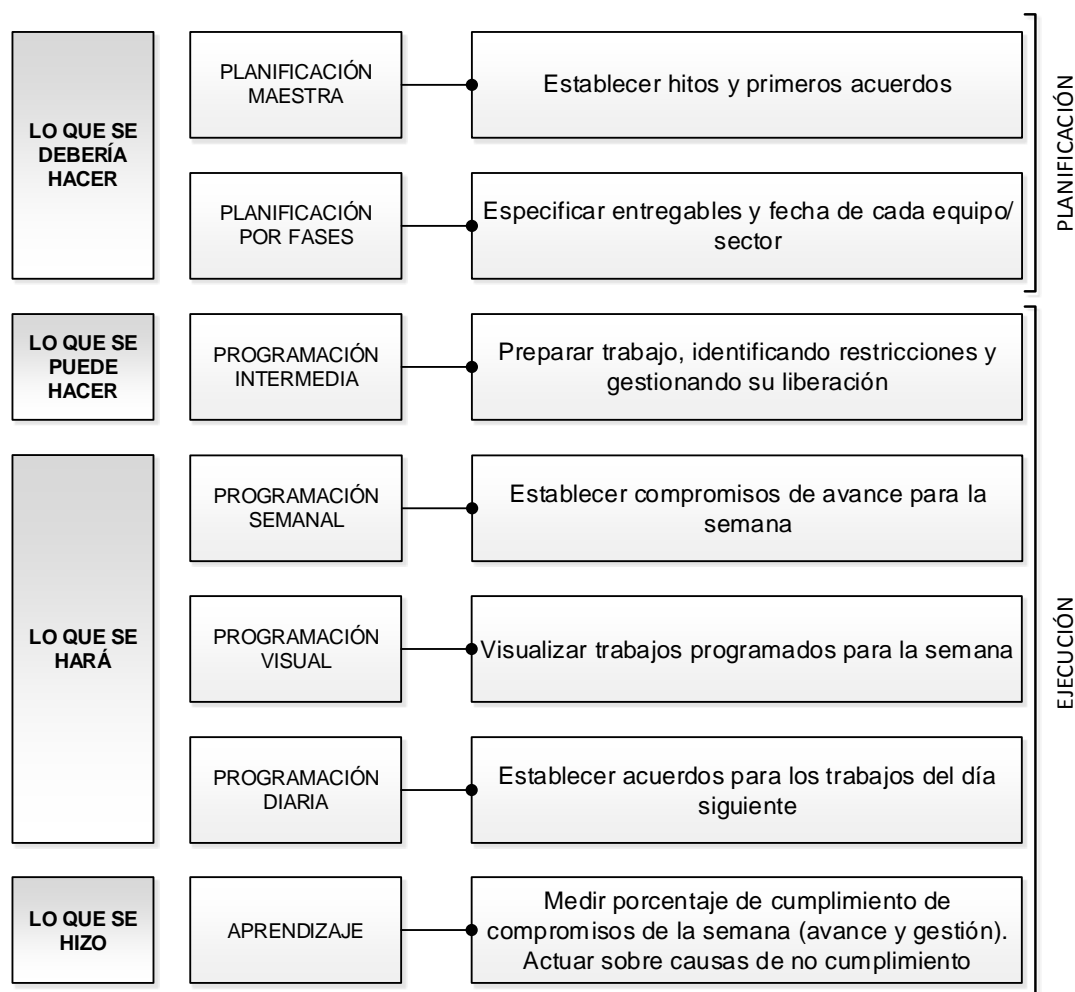 LO QUE SE
DEBERÍA
HACER
PLANIFICACIÓN
MAESTRA
Establecer hitos y primeros acuerdos
PLANIFICACIÓN
POR FASES
Especificar entregables y fecha de cada equipo/
sector
PLANIFICACIÓN
LO QUE SE
PUEDE
HACER
PROGRAMACIÓN
INTERMEDIA
Preparar trabajo, identificando restricciones y
gestionando su liberación
LO QUE SE
HARÁ
PROGRAMACIÓN
SEMANAL
Establecer compromisos de avance para la
semana
PROGRAMACIÓN
VISUAL
Visualizar trabajos programados para la semana
PROGRAMACIÓN
DIARIA
Establecer acuerdos para los trabajos del día
siguiente
LO QUE SE
HIZO
APRENDIZAJE
Medir porcentaje de cumplimiento de
compromisos de la semana (avance y gestión).
Actuar sobre causas de no cumplimiento
EJECUCIÓN